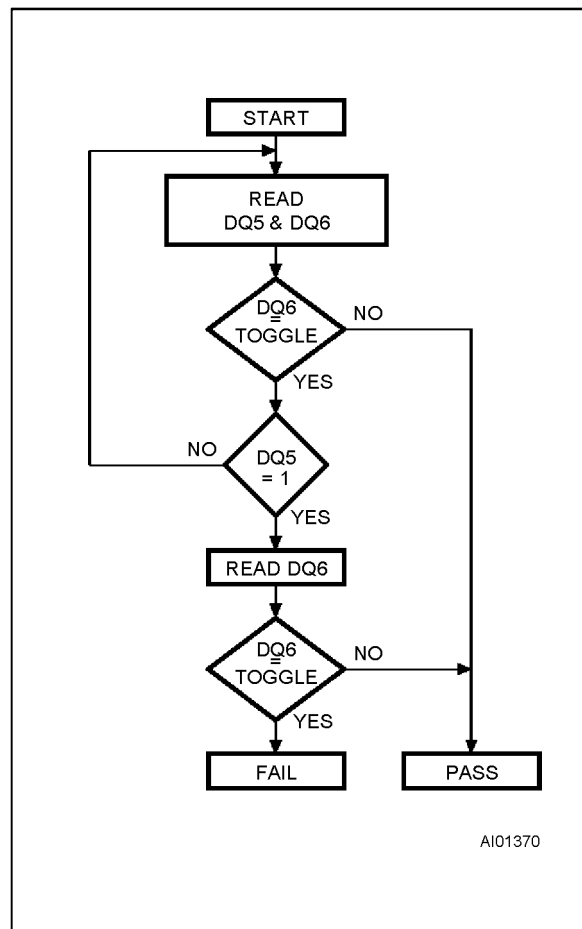 START
READ
DQ5 & DQ6
DQ6
=
TOGGLE
NO
YES
NO
DQ5
= 1
YES
READ DQ6
DQ6
=
TOGGLE
NO
YES
FAIL
PASS
AI01370